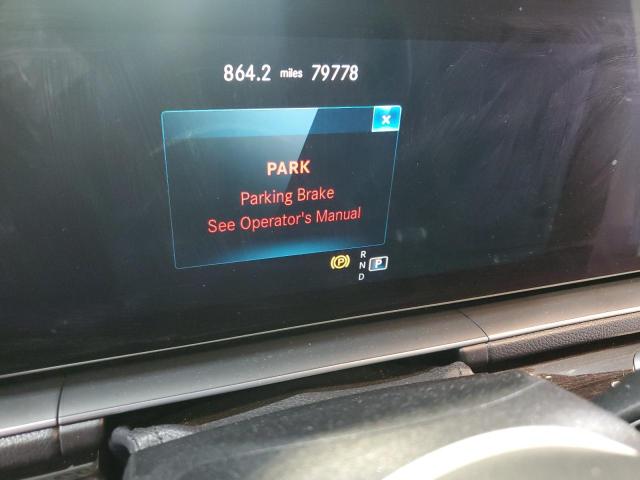 864.2 miles 79778
x
PARK
Parking Brake
See Operator's Manual
(P) R
N P
D